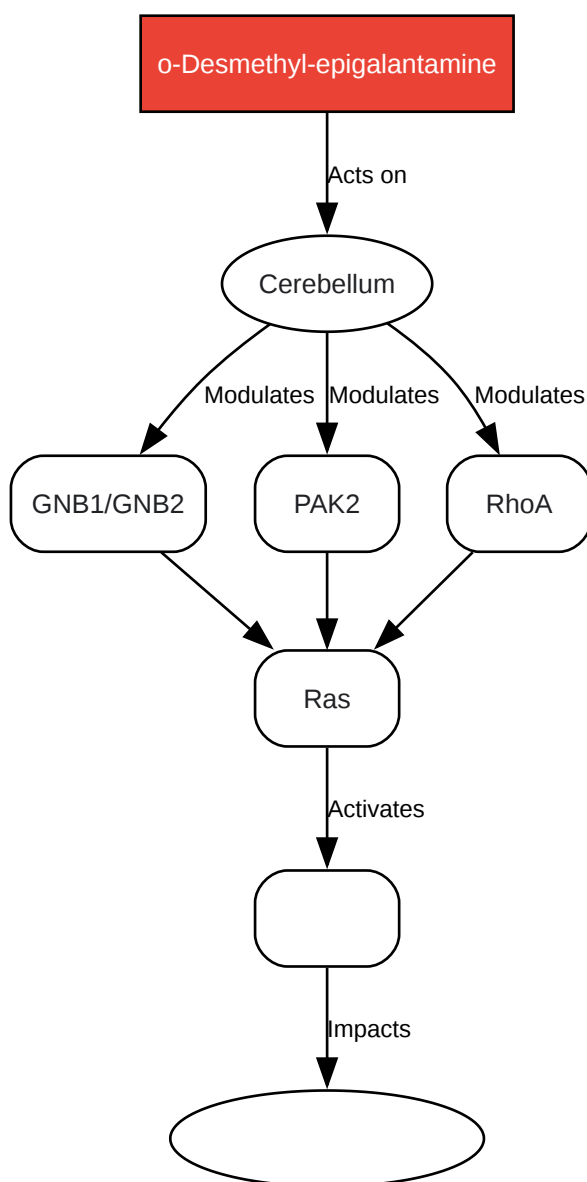 o-Desmethyl-epigalantamine
Acts on
Cerebellum
Modulates
Modulates
Modulates
GNB1/GNB2
PAK2
RhoA
Ras
Activates
Impacts